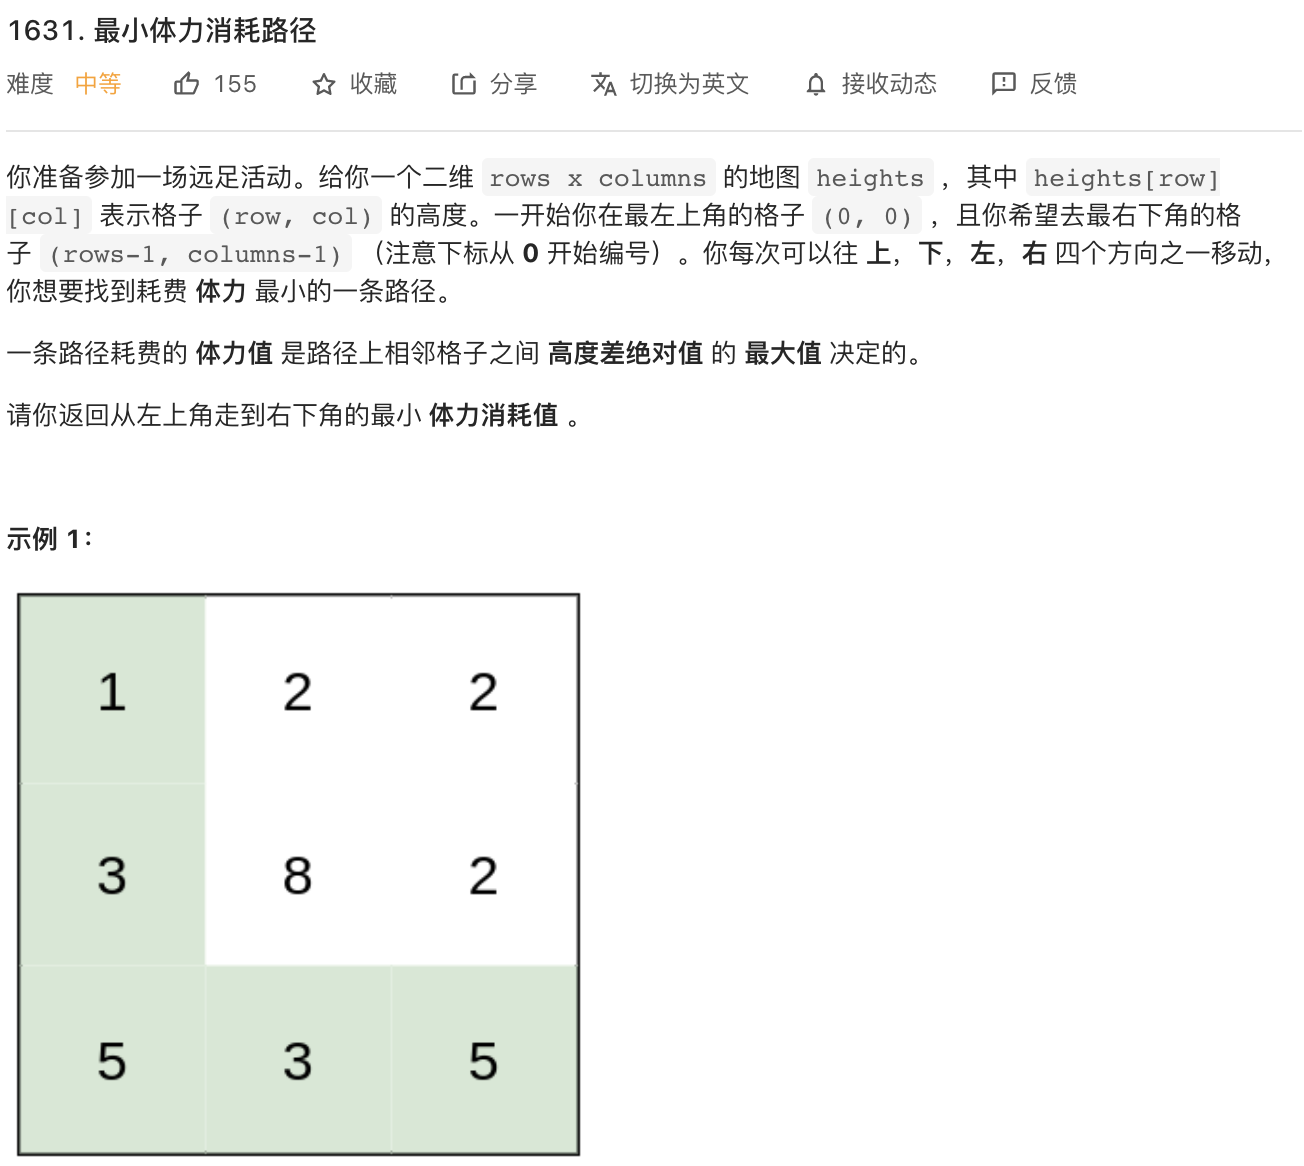 1631. 最小体力消耗路径
难度 中等 155 收藏 分享 切换为英文 接收动态 反馈
你准备参加一场远足活动。给你一个二维 rows x columns 的地图 heights ，其中 heights[row]
[col] 表示格子 (row, col) 的高度。一开始你在最左上角的格子 (0, 0) ，且你希望去最右下角的格
子 (rows-1, columns-1) （注意下标从 0 开始编号）。你每次可以往 上，下，左，右 四个方向之一移动，
你想要找到耗费 体力 最小的一条路径。
一条路径耗费的 体力值 是路径上相邻格子之间 高度差绝对值 的 最大值 决定的。
请你返回从左上角走到右下角的最小 体力消耗值 。
示例 1：
1 2 2
3 8 2
5 3 5